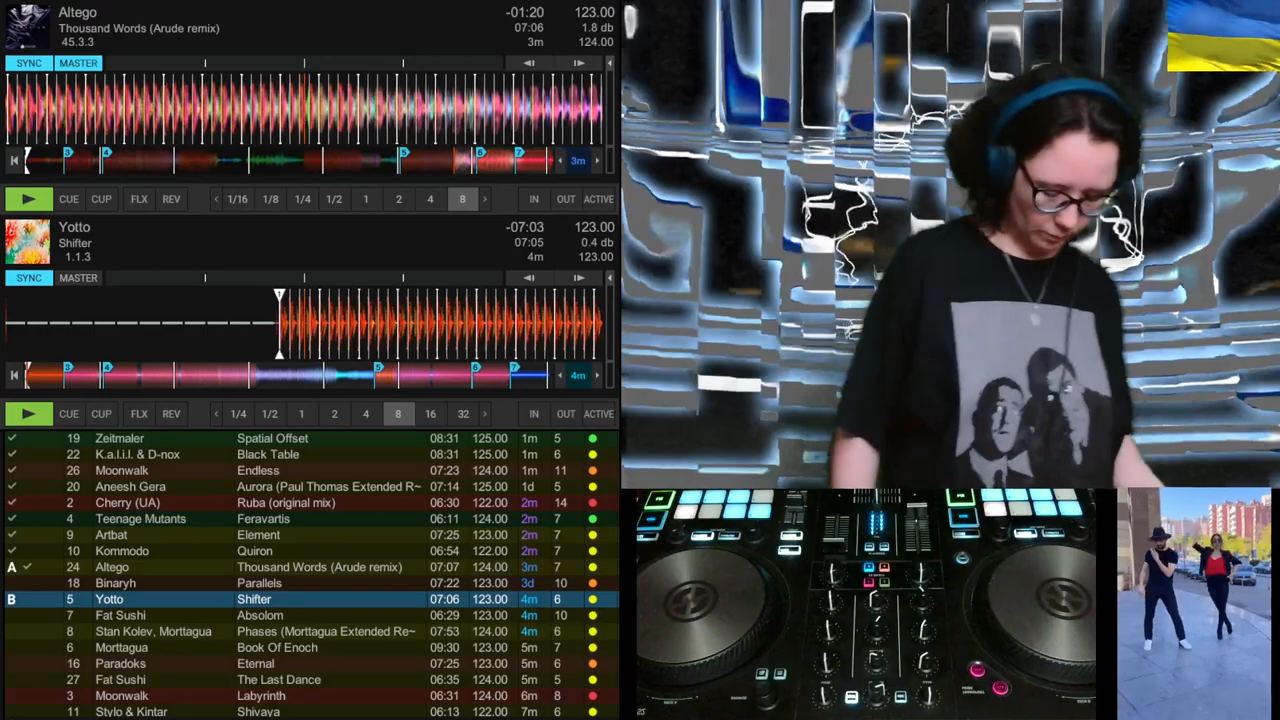 Altego -01:20 123.00
Thousand Words (Arude remix) 07:06 1.8 db
45.3.3 3m 124.00
SYNC MASTER
3 4 5 6 7 3m
CUE CUP FLX REV 1/16 1/8 1/4 1/2 1 2 4 8 IN OUT ACTIVE
Yotto -07:03 123.00
Shifter 07:05 0.4 db
1.1.3 4m 123.00
SYNC MASTER
1
3 4 5 6 7 4m
CUE CUP FLX REV 1/4 1/2 1 2 4 8 16 32 IN OUT ACTIVE
19 Zeitmaler Spatial Offset 08:31 125.00 1m 5
22 K.a.l.i.l. & D-nox Black Table 08:31 125.00 1m 6
26 Moonwalk Endless 07:23 124.00 1m 11
20 Aneesh Gera Aurora (Paul Thomas Extended R~ 07:14 125.00 1d 5
2 Cherry (UA) Ruba (original mix) 06:30 122.00 2m 14
4 Teenage Mutants Feravartis 06:11 124.00 2m 7
9 Artbat Element 07:25 124.00 2m 7
10 Kommodo Quiron 06:54 122.00 2m 7
A 24 Altego Thousand Words (Arude remix) 07:07 124.00 3m 7
18 Binaryh Parallels 07:22 123.00 3d 10
B 5 Yotto Shifter 07:06 123.00 4m 6
7 Fat Sushi Absolom 06:29 123.00 4m 10
8 Stan Kolev, Morttagua Phases (Morttagua Extended Re~ 07:53 124.00 4m 6
6 Morttagua Book Of Enoch 09:30 123.00 5m 7
16 Paradoks Eternal 07:25 123.00 5m 6
27 Fat Sushi The Last Dance 06:35 124.00 5m 5
3 Moonwalk Labyrinth 06:31 123.00 6m 8
11 Stylo & Kintar Shivaya 06:13 122.00 7m 6